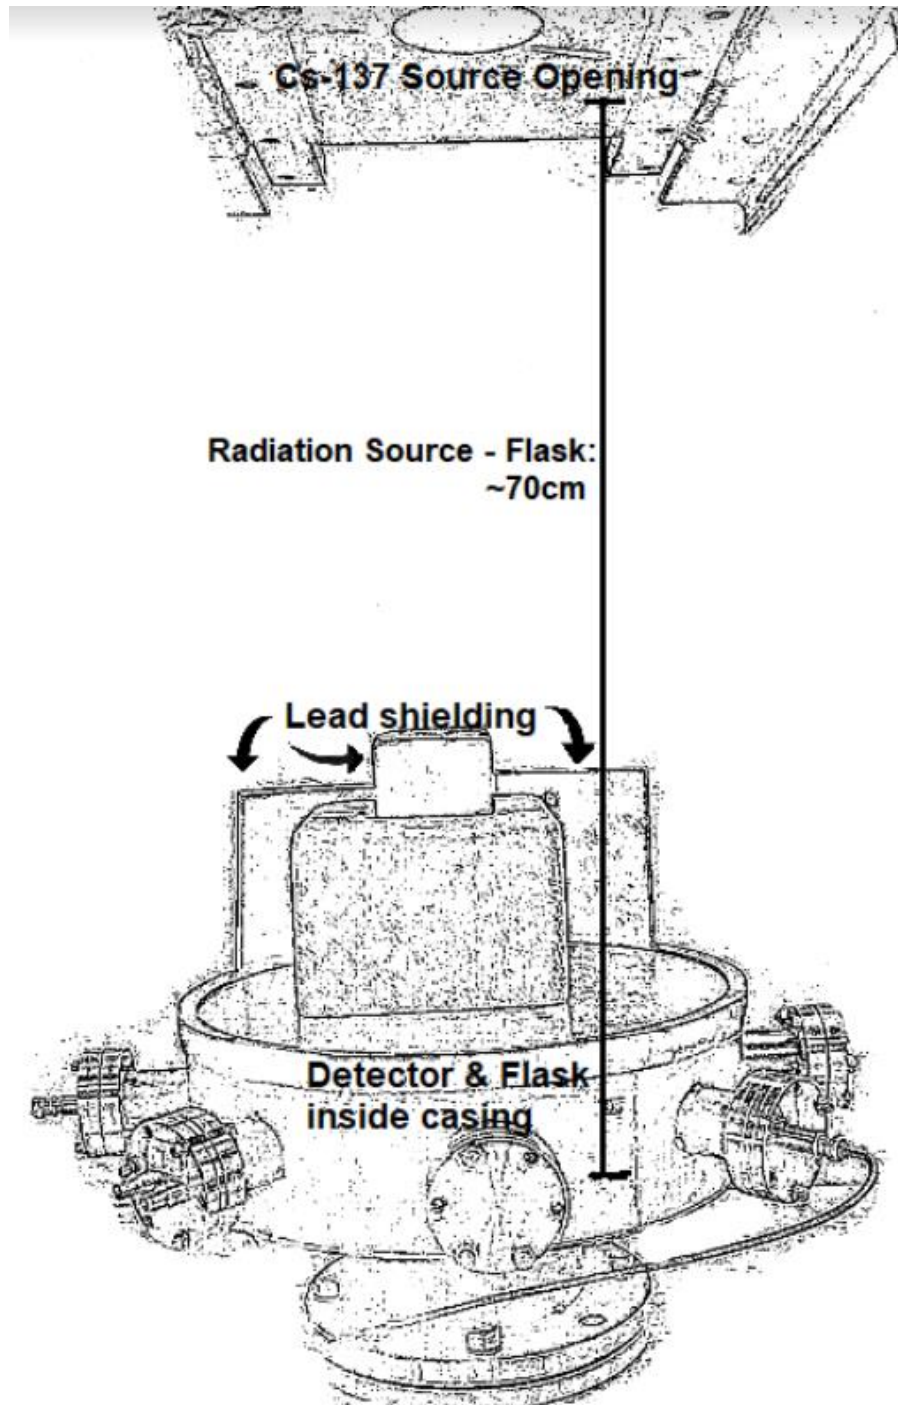 Cs-137 Source Opening
Radiation Source - Flask:
~70cm
Lead shielding
Detector & Flask
inside casing